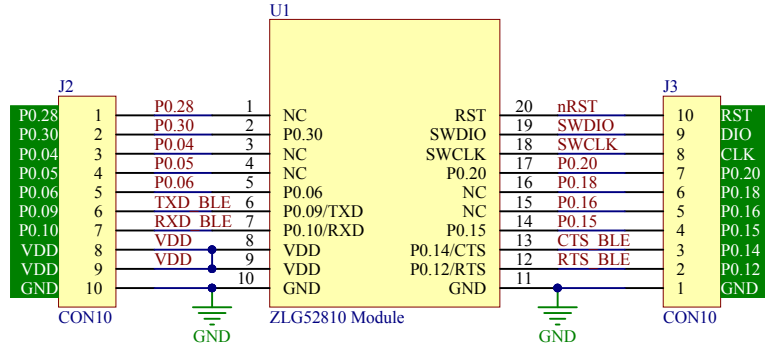 U1
J2 J3
P0.28 1 P0.28 1 NC RST 20 nRST 10 RST
P0.30 2 P0.30 2 P0.30 SWDIO 19 SWDIO 9 DIO
P0.04 3 P0.04 3 NC SWCLK 18 SWCLK 8 CLK
P0.05 4 P0.05 4 NC P0.20 17 P0.20 7 P0.20
P0.06 5 P0.06 5 P0.06 NC 16 P0.18 6 P0.18
P0.09 6 TXD_BLE 6 P0.09/TXD NC 15 P0.16 5 P0.16
P0.10 7 RXD_BLE 7 P0.10/RXD P0.15 14 P0.15 4 P0.15
VDD 8 VDD 8 VDD P0.14/CTS 13 CTS_BLE 3 P0.14
VDD 9 VDD 9 VDD P0.12/RTS 12 RTS_BLE 2 P0.12
GND 10 10 GND GND 11 1 GND
CON10 ZLG52810 Module CON10
GND GND